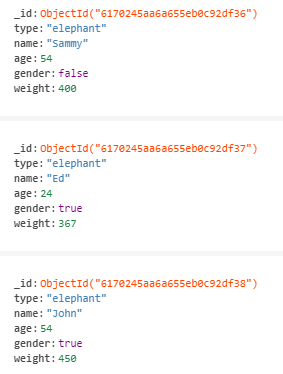 _id: ObjectId("6170245aa6a655eb0c92df36")
type: "elephant"
name: "Sammy"
age: 54
gender: false
weight: 400
_id: ObjectId("6170245aa6a655eb0c92df37")
type: "elephant"
name: "Ed"
age: 24
gender: true
weight: 367
_id: ObjectId("6170245aa6a655eb0c92df38")
type: "elephant"
name: "John"
age: 54
gender: true
weight: 450